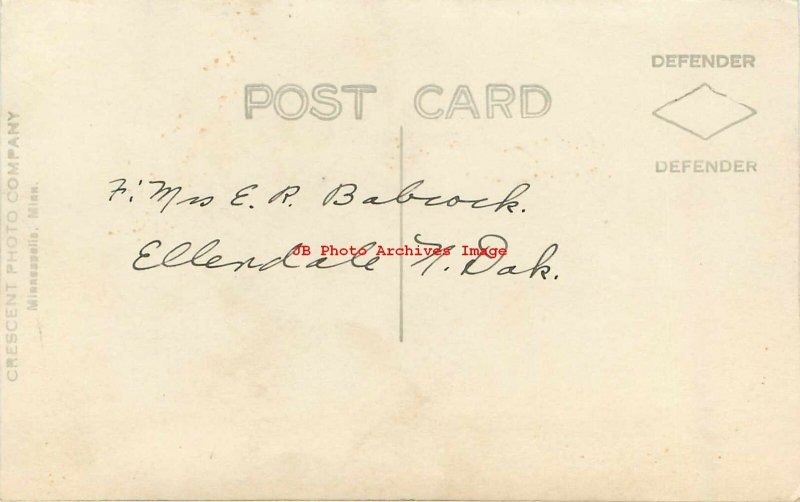 POST CARD
DEFENDER
DEFENDER
F. Mrs E. R. Babcock.
Ellendale N. Dak.
JB Photo Archives Image
CRESCENT PHOTO COMPANY
Minneapolis, Minn.